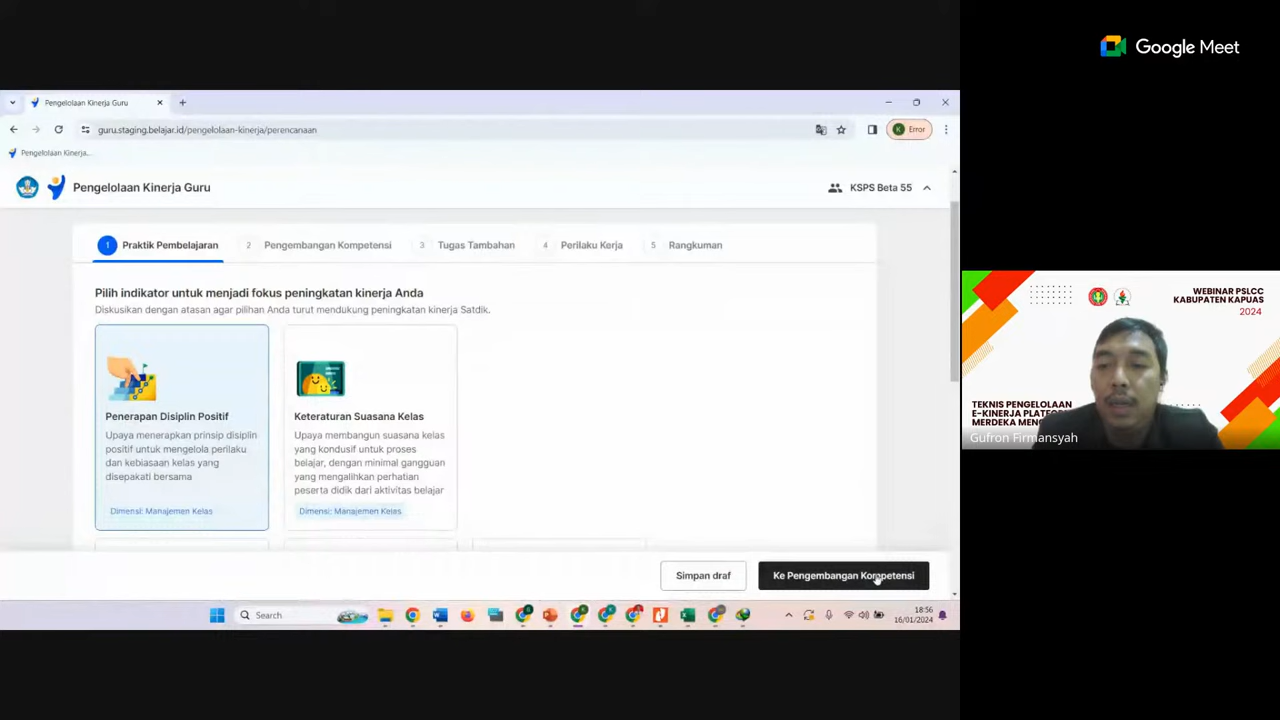 Google Meet
Pengelolaan Kinerja Guru
guru.staging.belajar.id/pengelolaan-kinerja/perencanaan
K Error
Pengelolaan Kinerja...
Pengelolaan Kinerja Guru
KSPS Beta 55
1 Praktik Pembelajaran
2 Pengembangan Kompetensi
3 Tugas Tambahan
4 Perilaku Kerja
5 Rangkuman
Pilih indikator untuk menjadi fokus peningkatan kinerja Anda
Diskusikan dengan atasan agar pilihan Anda turut mendukung peningkatan kinerja Satdik.
Penerapan Disiplin Positif
Upaya menerapkan prinsip disiplin
positif untuk mengelola perilaku
dan kebiasaan kelas yang
disepakati bersama
Dimensi: Manajemen Kelas
Keteraturan Suasana Kelas
Upaya membangun suasana kelas
yang kondusif untuk proses
belajar, dengan minimal gangguan
yang mengalihkan perhatian
peserta didik dari aktivitas belajar
Dimensi: Manajemen Kelas
Simpan draf
Ke Pengembangan Kompetensi
Search
18:56
16/01/2024
WEBINAR PSLCC
KABUPATEN KAPUAS
2024
TEKNIS PENGELOLAAN
E-KINERJA
MERDEKA
Gufron Firmansyah